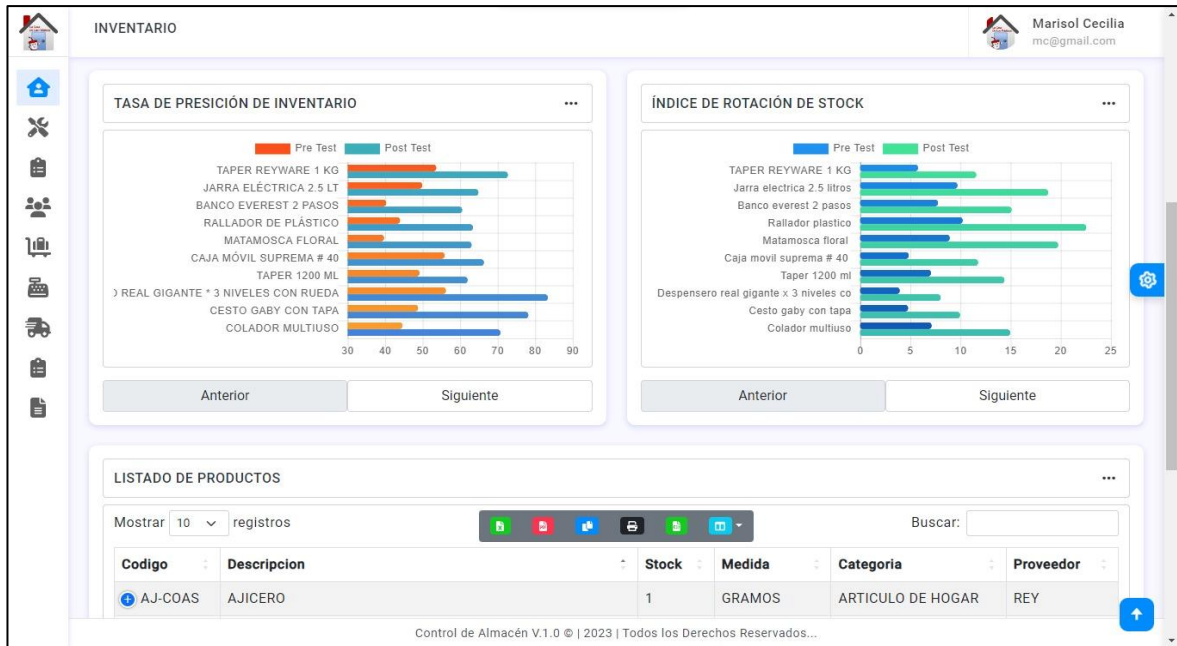 INVENTARIO
Marisol Cecilia
mc@gmail.com
TASA DE PRESICIÓN DE INVENTARIO
Pre Test Post Test
TAPER REYWARE 1 KG
JARRA ELÉCTRICA 2.5 LT
BANCO EVEREST 2 PASOS
RALLADOR DE PLÁSTICO
MATAMOSCA FLORAL
CAJA MÓVIL SUPREMA # 40
TAPER 1200 ML
REAL GIGANTE * 3 NIVELES CON RUEDA
CESTO GABY CON TAPA
COLADOR MULTIUSO
30 40 50 60 70 80 90
Anterior Siguiente
ÍNDICE DE ROTACIÓN DE STOCK
Pre Test Post Test
TAPER REYWARE 1 KG
Jarra electrica 2.5 litros
Banco everest 2 pasos
Rallador plastico
Matamosca floral
Caja movil suprema # 40
Taper 1200 ml
Despensero real gigante x 3 niveles co
Cesto gaby con tapa
Colador multiuso
0 5 10 15 20 25
Anterior Siguiente
LISTADO DE PRODUCTOS
Mostrar 10 registros
Buscar:
Codigo Descripcion Stock Medida Categoria Proveedor
AJ-COAS AJICERO 1 GRAMOS ARTICULO DE HOGAR REY
Control de Almacén V.1.0 © | 2023 | Todos los Derechos Reservados...